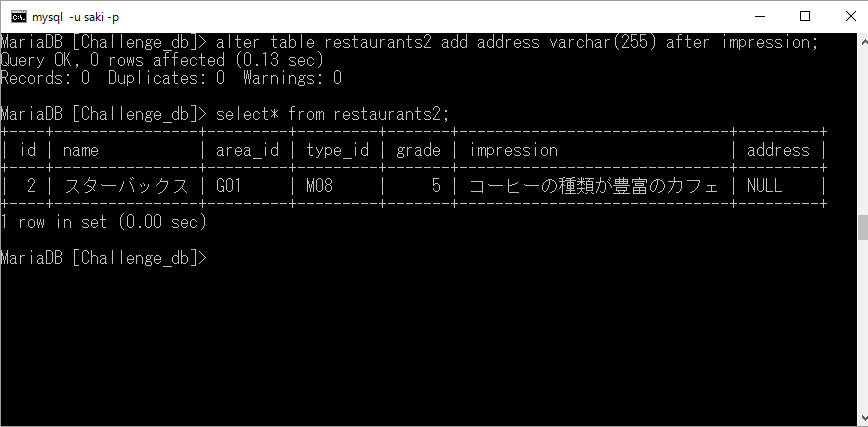 mysql -u saki -p
MariaDB [Challenge_db]> alter table restaurants2 add address varchar(255) after impression;
Query OK, 0 rows affected (0.13 sec)
Records: 0  Duplicates: 0  Warnings: 0
MariaDB [Challenge_db]> select* from restaurants2;
+----+----------------+---------+---------+-------+------------------------------+---------+
| id | name           | area_id | type_id | grade | impression                   | address |
+----+----------------+---------+---------+-------+------------------------------+---------+
|  2 | スターバックス | G01     | M08     |     5 | コーヒーの種類が豊富のカフェ | NULL    |
+----+----------------+---------+---------+-------+------------------------------+---------+
1 row in set (0.00 sec)
MariaDB [Challenge_db]>